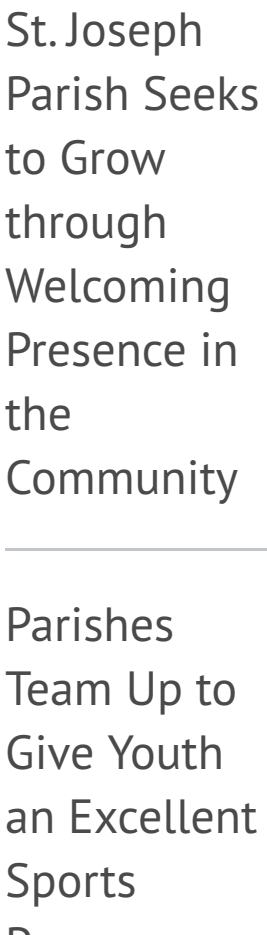 St. Joseph
Parish Seeks
to Grow
through
Welcoming
Presence in
the
Community
Parishes
Team Up to
Give Youth
an Excellent
Sports